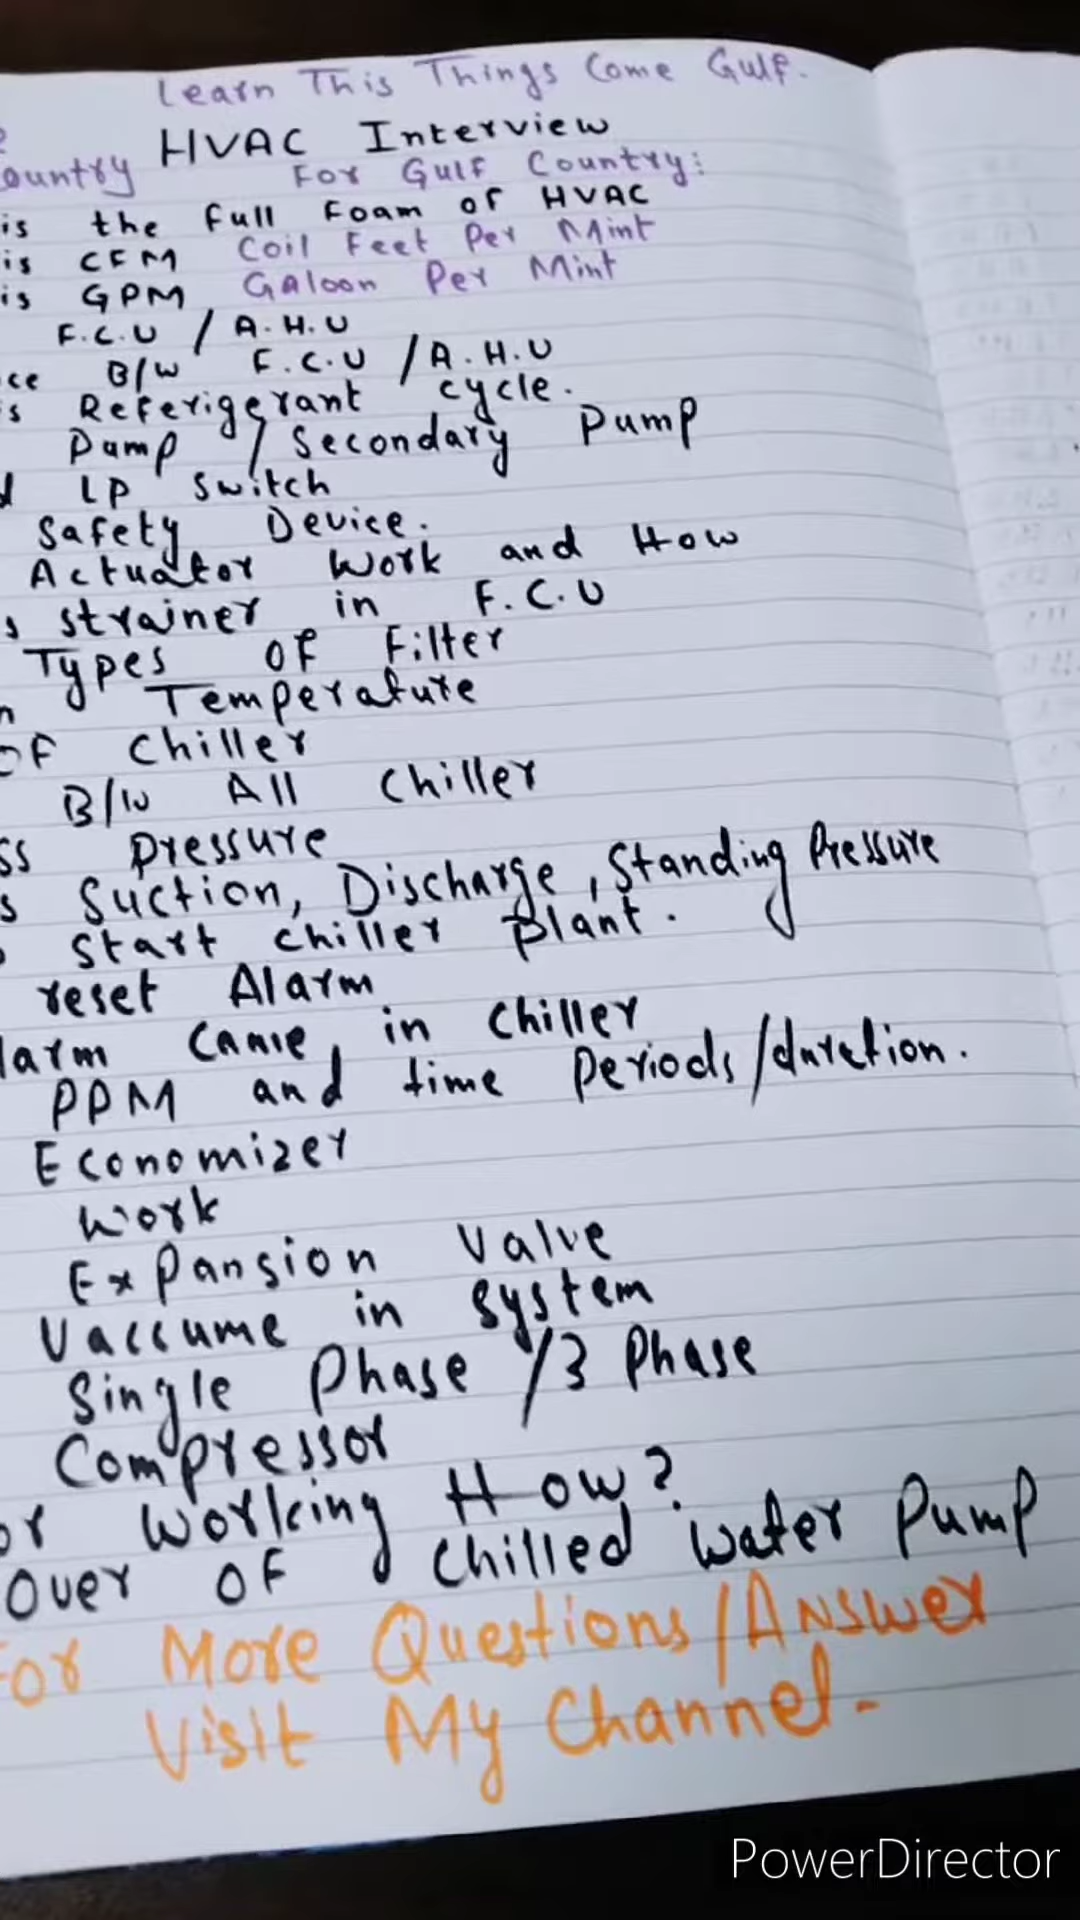 Learn This Things Come Gulf.
HVAC Interview
ountry For Gulf Country:
is the full Foam of HVAC
is CFM Coil Feet Per Mint
is GPM Galoon Per Mint
F.C.U / A.H.U
ce B/w F.C.U / A.H.U
s Referigerant cycle.
Pump / Secondary Pump
LP Switch
Safety Device.
Actuator Work and How
s strainer in F.C.U
Types of Filter
n Temperature
OF chiller
B/w All chiller
ss pressure
s Suction, Discharge, Standing Pressure
start chiller plant.
reset Alarm
larm came in chiller
PPM and time periods/duretion.
Economizer
work
Expansion valve
Vaccume in system
Single Phase /3 Phase
Compressor
or Working How?
over of chilled water Pump
For More Questions/Answer
Visit My Channel-
PowerDirector